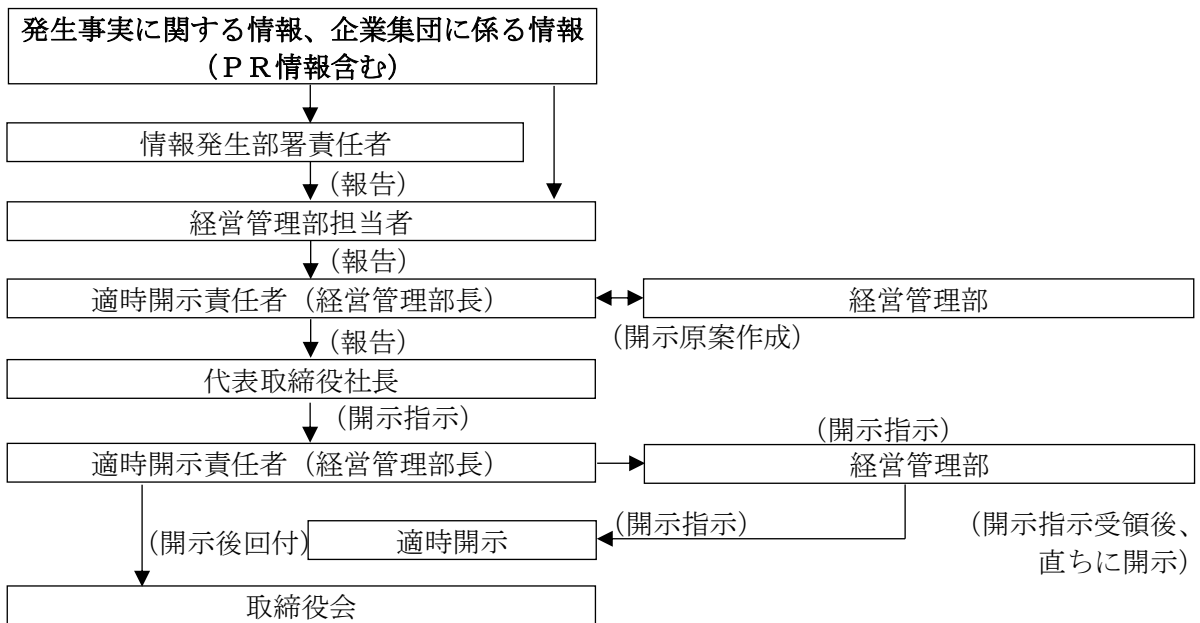 発生事実に関する情報、企業集団に係る情報
（ＰＲ情報含む）
情報発生部署責任者
（報告）
経営管理部担当者
（報告）
適時開示責任者（経営管理部長）
経営管理部
（開示原案作成）
（報告）
代表取締役社長
（開示指示）
（開示指示）
適時開示責任者（経営管理部長）
経営管理部
（開示後回付）
適時開示
（開示指示）
（開示指示受領後、
直ちに開示）
取締役会